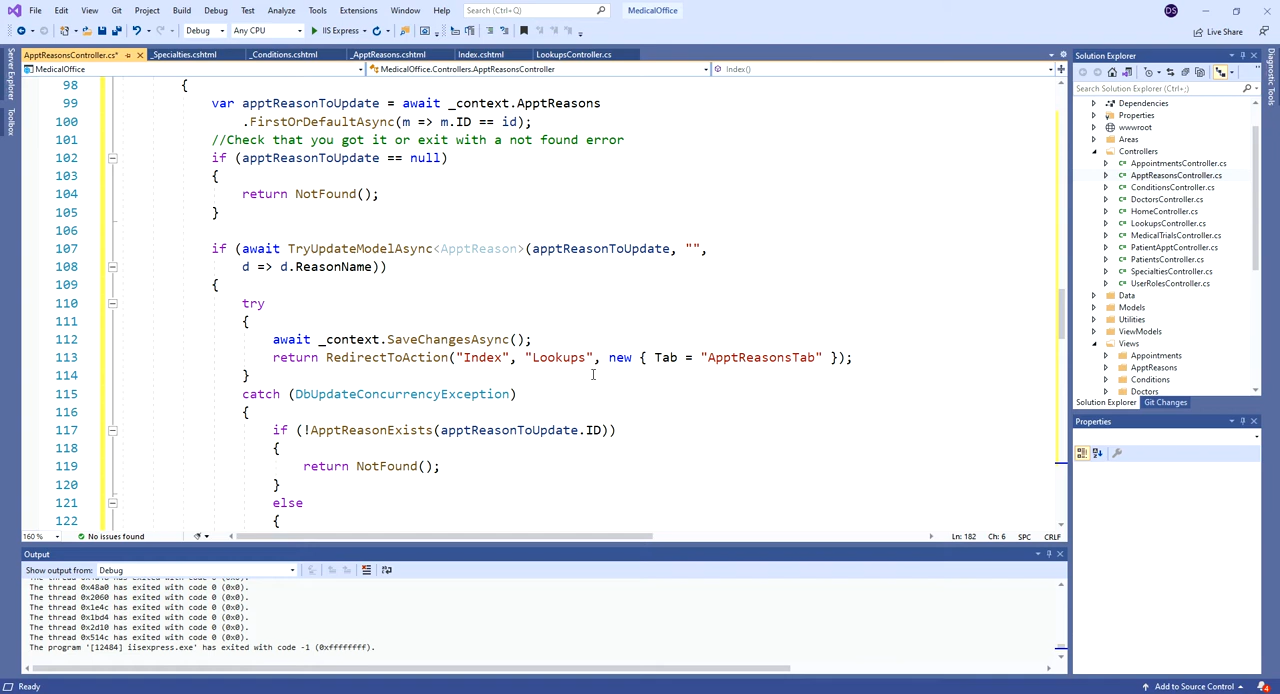 File Edit View Git Project Build Debug Test Analyze Tools Extensions Window Help Search (Ctrl+Q) MedicalOffice DS
Debug Any CPU IIS Express Live Share
ApptReasonsController.cs* _Specialties.cshtml _Conditions.cshtml _ApptReasons.cshtml Index.cshtml LookupsController.cs
MedicalOffice MedicalOffice.Controllers.ApptReasonsController Index()
Server Explorer
Toolbox
98 {
99 var apptReasonToUpdate = await _context.ApptReasons
100 .FirstOrDefaultAsync(m => m.ID == id);
101 //Check that you got it or exit with a not found error
102 if (apptReasonToUpdate == null)
103 {
104 return NotFound();
105 }
106
107 if (await TryUpdateModelAsync<ApptReason>(apptReasonToUpdate, "",
108 d => d.ReasonName))
109 {
110 try
111 {
112 await _context.SaveChangesAsync();
113 return RedirectToAction("Index", "Lookups", new { Tab = "ApptReasonsTab" });
114 }
115 catch (DbUpdateConcurrencyException)
116 {
117 if (!ApptReasonExists(apptReasonToUpdate.ID))
118 {
119 return NotFound();
120 }
121 else
122 {
160 % No issues found Ln: 182 Ch: 6 SPC CRLF
Output
Show output from: Debug
The thread 0x48a0 has exited with code 0 (0x0).
The thread 0x2060 has exited with code 0 (0x0).
The thread 0x1e4c has exited with code 0 (0x0).
The thread 0x1bd4 has exited with code 0 (0x0).
The thread 0x2d10 has exited with code 0 (0x0).
The thread 0x514c has exited with code 0 (0x0).
The program '[12484] iisexpress.exe' has exited with code -1 (0xffffffff).
Solution Explorer
Search Solution Explorer (Ctrl+;)
Dependencies
Properties
wwwroot
Areas
Controllers
AppointmentsController.cs
ApptReasonsController.cs
ConditionsController.cs
DoctorsController.cs
HomeController.cs
LookupsController.cs
MedicalTrialsController.cs
PatientApptController.cs
PatientsController.cs
SpecialtiesController.cs
UserRolesController.cs
Data
Models
Utilities
ViewModels
Views
Appointments
ApptReasons
Conditions
Doctors
Solution Explorer Git Changes
Properties
Diagnostic Tools
Ready Add to Source Control 4